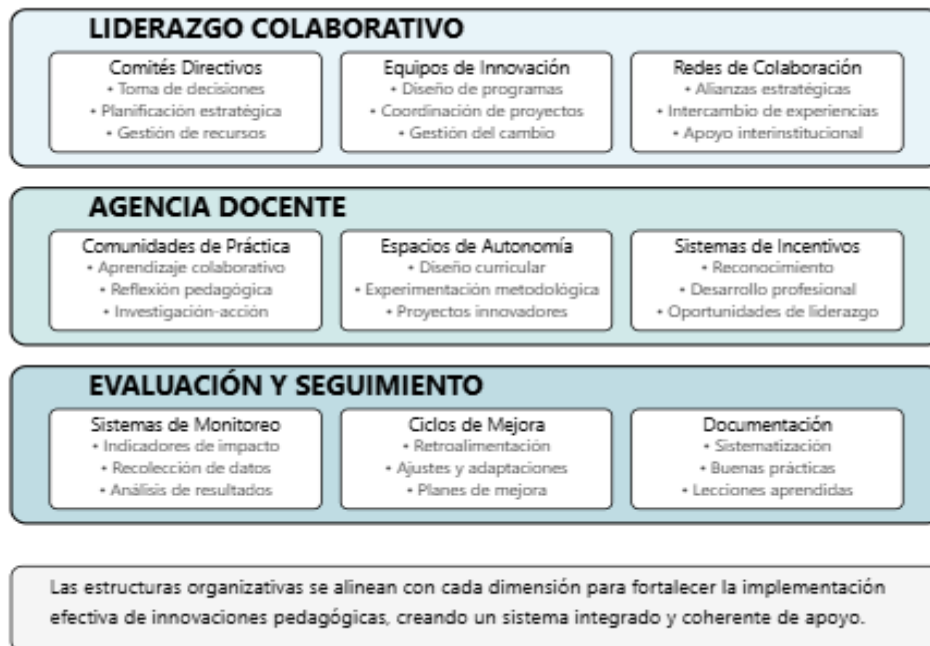 LIDERAZGO COLABORATIVO
Comités Directivos
• Toma de decisiones
• Planificación estratégica
• Gestión de recursos
Equipos de Innovación
• Diseño de programas
• Coordinación de proyectos
• Gestión del cambio
Redes de Colaboración
• Alianzas estratégicas
• Intercambio de experiencias
• Apoyo interinstitucional
AGENCIA DOCENTE
Comunidades de Práctica
• Aprendizaje colaborativo
• Reflexión pedagógica
• Investigación-acción
Espacios de Autonomía
• Diseño curricular
• Experimentación metodológica
• Proyectos innovadores
Sistemas de Incentivos
• Reconocimiento
• Desarrollo profesional
• Oportunidades de liderazgo
EVALUACIÓN Y SEGUIMIENTO
Sistemas de Monitoreo
• Indicadores de impacto
• Recolección de datos
• Análisis de resultados
Ciclos de Mejora
• Retroalimentación
• Ajustes y adaptaciones
• Planes de mejora
Documentación
• Sistematización
• Buenas prácticas
• Lecciones aprendidas
Las estructuras organizativas se alinean con cada dimensión para fortalecer la implementación
efectiva de innovaciones pedagógicas, creando un sistema integrado y coherente de apoyo.